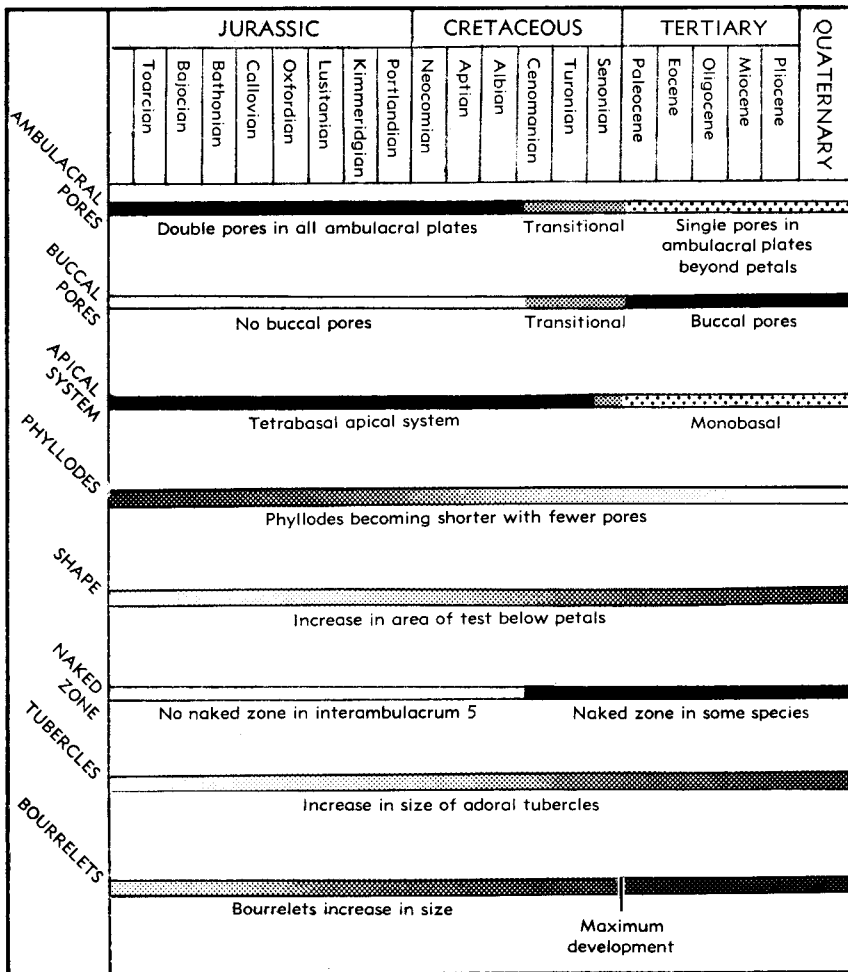 JURASSIC
CRETACEOUS
TERTIARY
QUATERNARY
Toarcian
Bajocian
Bathonian
Callovian
Oxfordian
Lusitanian
Kimmeridgian
Portlandian
Neocomian
Aptian
Albian
Cenomanian
Turonian
Senonian
Paleocene
Eocene
Oligocene
Miocene
Pliocene
AMBULACRAL
PORES
Double pores in all ambulacral plates
Transitional
Single pores in
ambulacral plates
beyond petals
BUCCAL
PORES
No buccal pores
Transitional
Buccal pores
APICAL
SYSTEM
Tetrabasal apical system
Monobasal
PHYLLODES
Phyllodes becoming shorter with fewer pores
SHAPE
Increase in area of test below petals
NAKED
ZONE
No naked zone in interambulacrum 5
Naked zone in some species
TUBERCLES
Increase in size of adoral tubercles
BOURRELETS
Bourrelets increase in size
Maximum
development